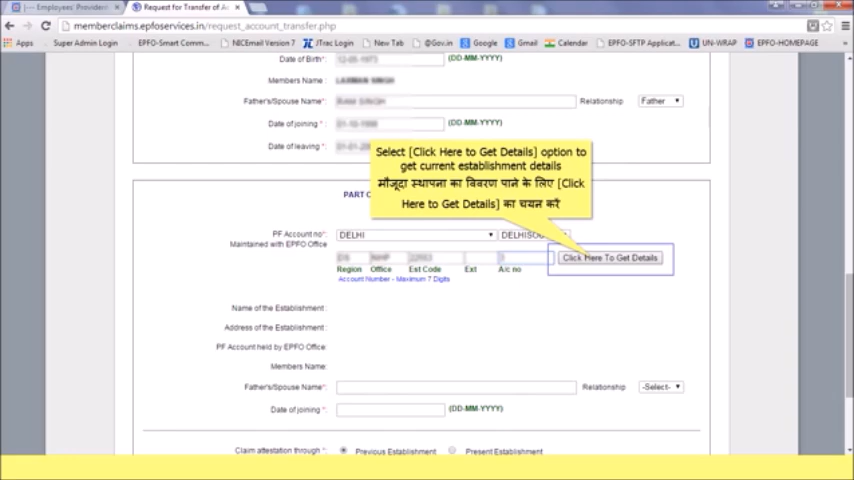 |--- Employees' Provident
Request for Transfer of Ac
memberclaims.epfoservices.in/request_account_transfer.php
Apps Super Admin Login EPFO-Smart Comm... NICEmail Version 7 JTrac Login New Tab @Gov.in Google Gmail Calendar EPFO-SFTP Applicat... UN-WRAP EPFO-HOMEPAGE
Date of Birth*: (DD-MM-YYYY)
Members Name :
Father's/Spouse Name*: Relationship Father
Date of joining * : (DD-MM-YYYY)
Date of leaving *:
Select [Click Here to Get Details] option to
get current establishment details
मौजूदा स्थापना का विवरण पाने के लिए [Click
Here to Get Details] का चयन करें
PART
PF Account no*: DELHI
Maintained with EPFO Office
Click Here To Get Details
Region Office Est Code Ext A/c no
Account Number - Maximum 7 Digits
Name of the Establishment :
Address of the Establishment :
PF Account held by EPFO Office:
Members Name:
Father's/Spouse Name*: Relationship -Select-
Date of joining *: (DD-MM-YYYY)
Claim attestation through *: Previous Establishment Present Establishment